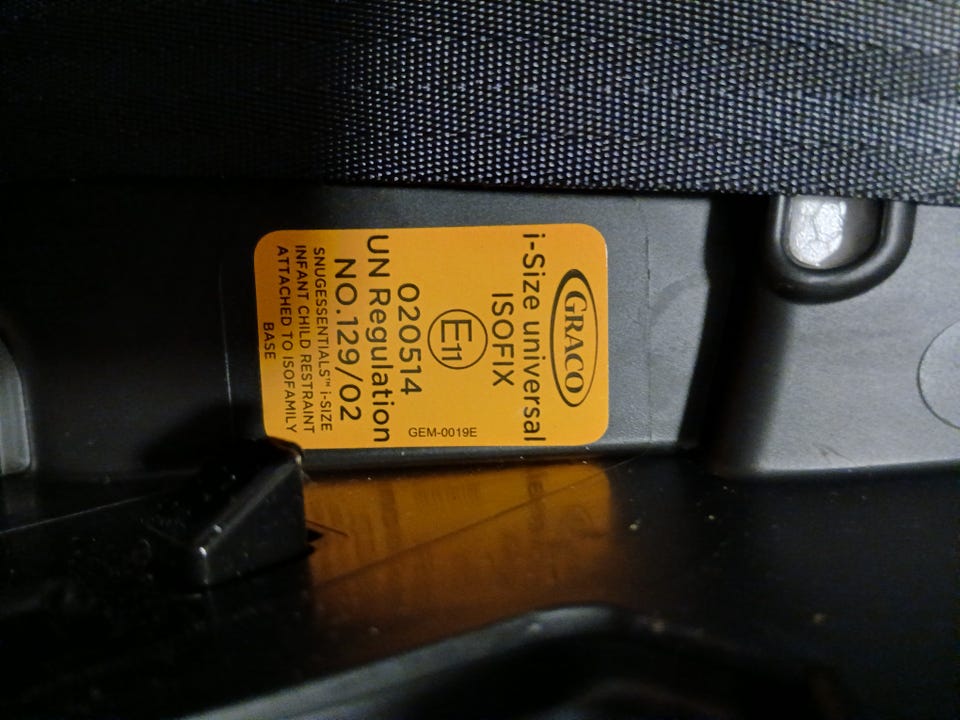 GRACO
i-Size universal
ISOFIX
E11
GEM-0019E
020514
UN Regulation
NO.129/02
SNUGESSENTIALS™ i-SIZE
INFANT CHILD RESTRAINT
ATTACHED TO ISOFAMILY
BASE